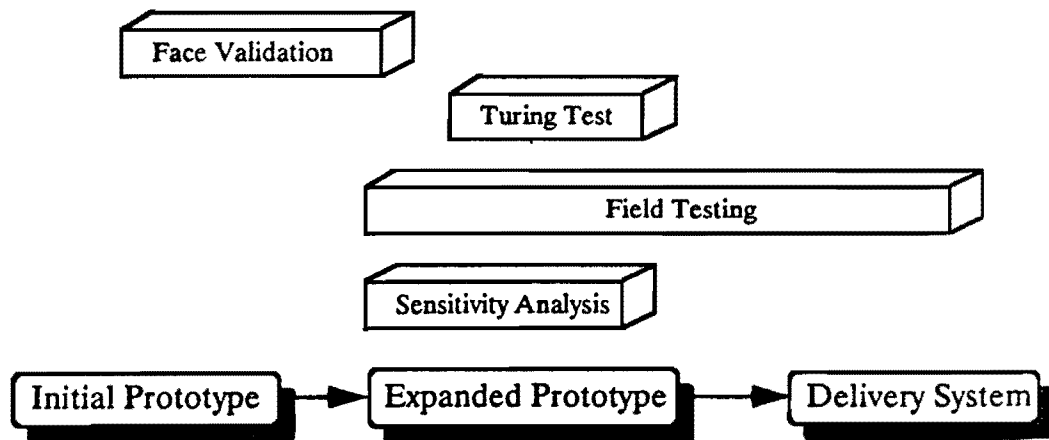 Face Validation
Turing Test
Field Testing
Sensitivity Analysis
Initial Prototype
Expanded Prototype
Delivery System